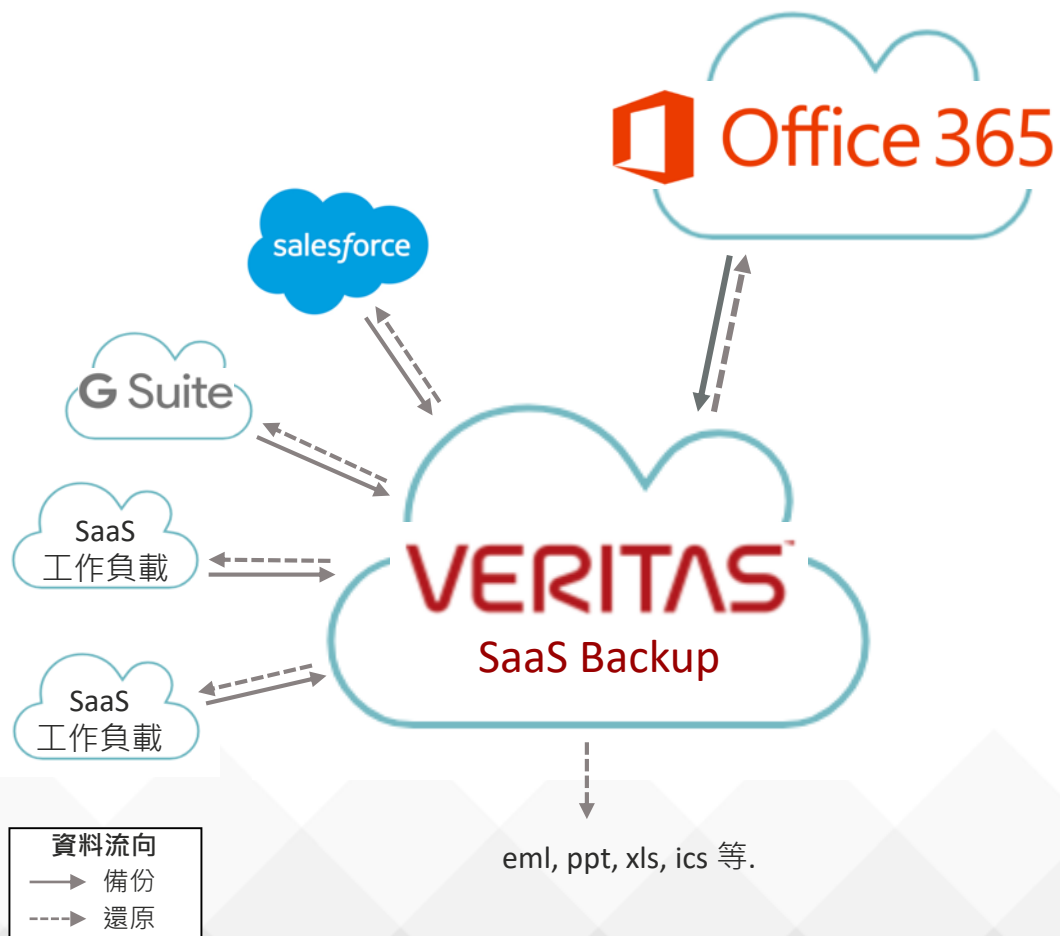 Office 365
salesforce
G Suite
SaaS
工作負載
SaaS
工作負載
VERITAS™
SaaS Backup
eml, ppt, xls, ics 等.
資料流向
備份
還原